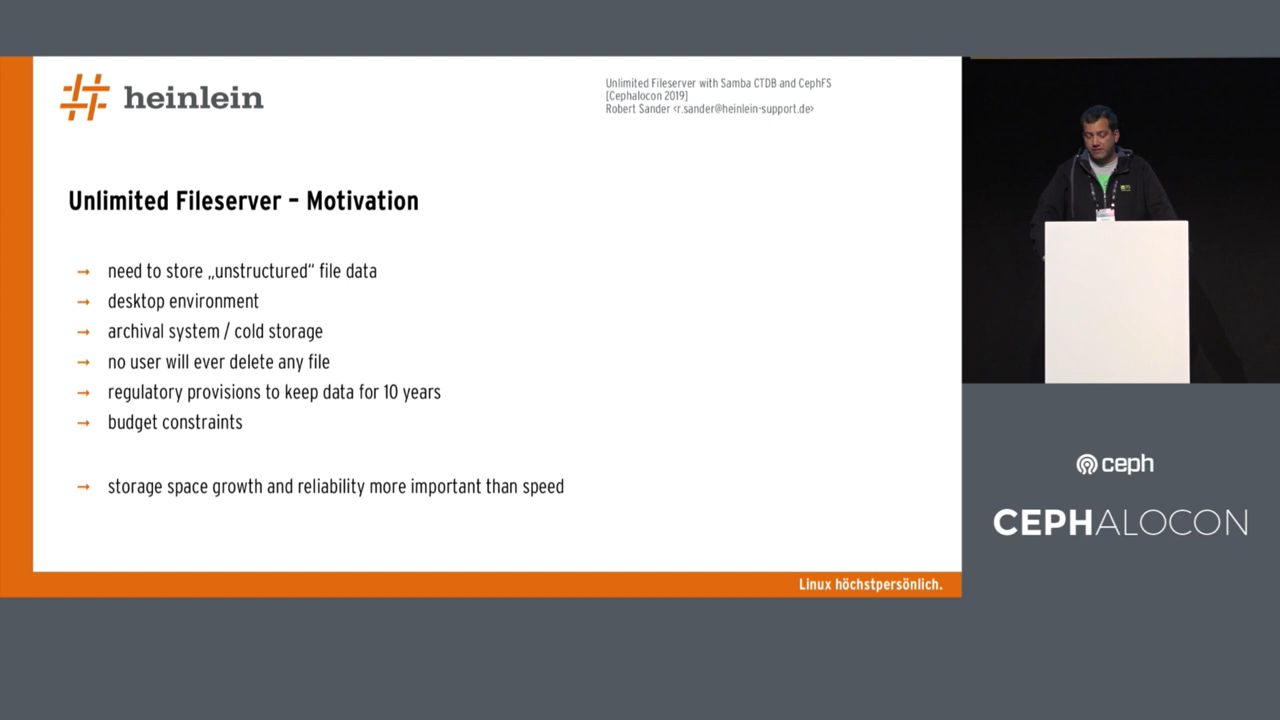 heinlein
Unlimited Fileserver with Samba CTDB and CephFS
[Cephalocon 2019]
Robert Sander <r.sander@heinlein-support.de>
Unlimited Fileserver – Motivation
→ need to store „unstructured“ file data
→ desktop environment
→ archival system / cold storage
→ no user will ever delete any file
→ regulatory provisions to keep data for 10 years
→ budget constraints
→ storage space growth and reliability more important than speed
Linux höchstpersönlich.
ceph
CEPHALOCON